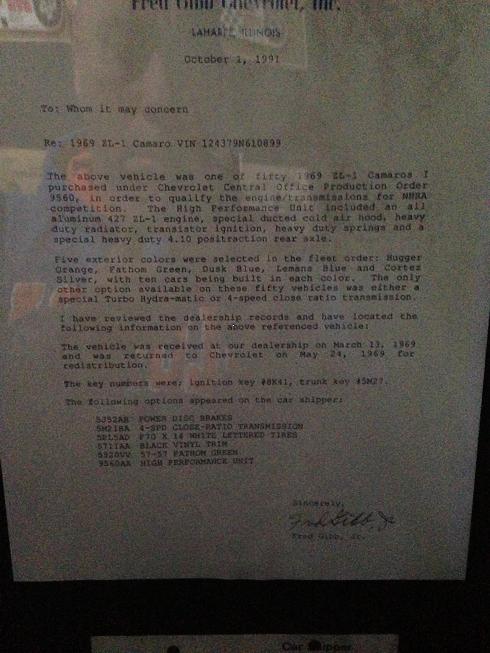 Fred Gibb Chevrolet, Inc.
LAHARPE, ILLINOIS
October 1, 1991
To: Whom it may concern
Re: 1969 ZL-1 Camaro VIN 124379N610899
The above vehicle was one of fifty 1969 ZL-1 Camaros I
purchased under Chevrolet Central Office Production Order
9560, in order to qualify the engine/transmissions for NHRA
competition. The High Performance Unit included an all
aluminum 427 ZL-1 engine, special ducted cold air hood, heavy
duty radiator, transistor ignition, heavy duty springs and a
special heavy duty 4.10 positraction rear axle.
Five exterior colors were selected in the fleet order: Hugger
Orange, Fathom Green, Dusk Blue, Lemans Blue and Cortez
Silver, with ten cars being built in each color. The only
other option available on these fifty vehicles was either a
special Turbo Hydra-matic or 4-speed close ratio transmission.
I have reviewed the dealership records and have located the
following information on the above referenced vehicle:
The vehicle was received at our dealership on March 13, 1969
and was returned to Chevrolet on May 24, 1969 for
redistribution.
The key numbers were; ignition key #8K41, trunk key #5M27.
The following options appeared on the car shipper:
5J52AB POWER DISC BRAKES
5M21BA 4-SPD CLOSE-RATIO TRANSMISSION
5PL5AD F70 X 14 WHITE LETTERED TIRES
5711AA BLACK VINYL TRIM
5920VV 57-57 FATHOM GREEN
9560AA HIGH PERFORMANCE UNIT
Sincerely,
Fred Gibb Jr
Fred Gibb, Jr.
Car Shipper